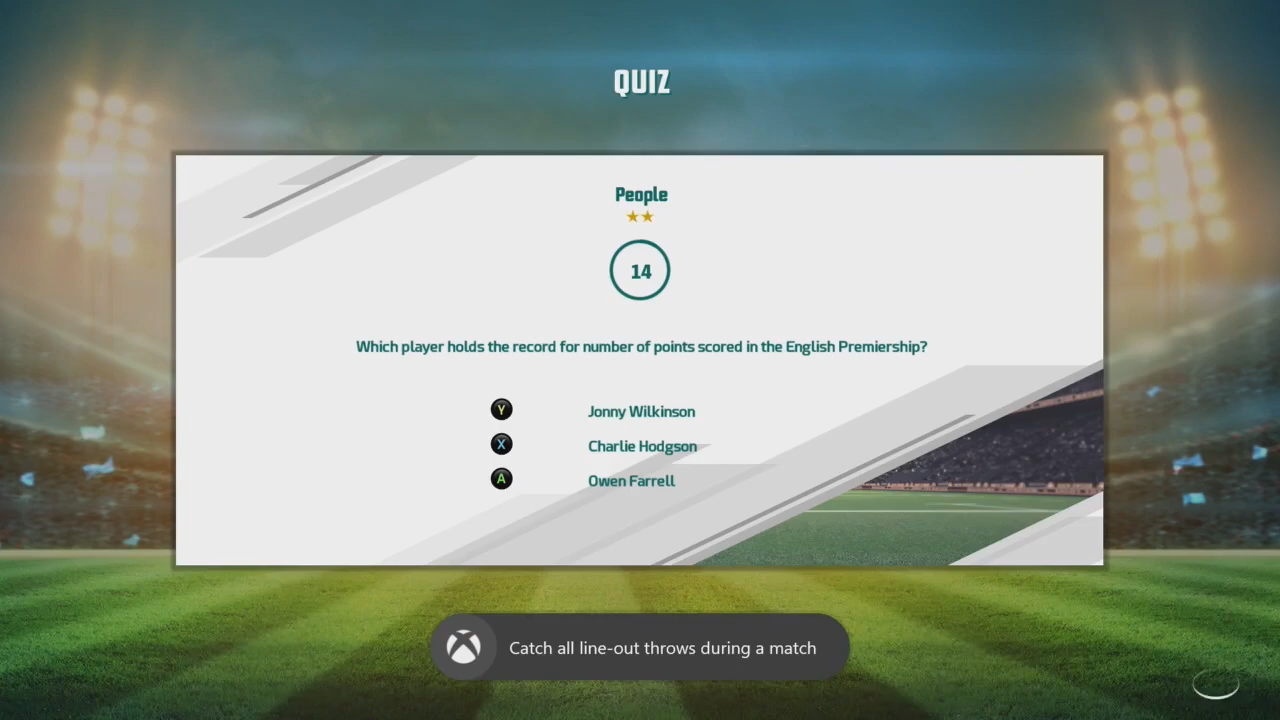 QUIZ
People
14
Which player holds the record for number of points scored in the English Premiership?
Y Jonny Wilkinson
X Charlie Hodgson
A Owen Farrell
Catch all line-out throws during a match